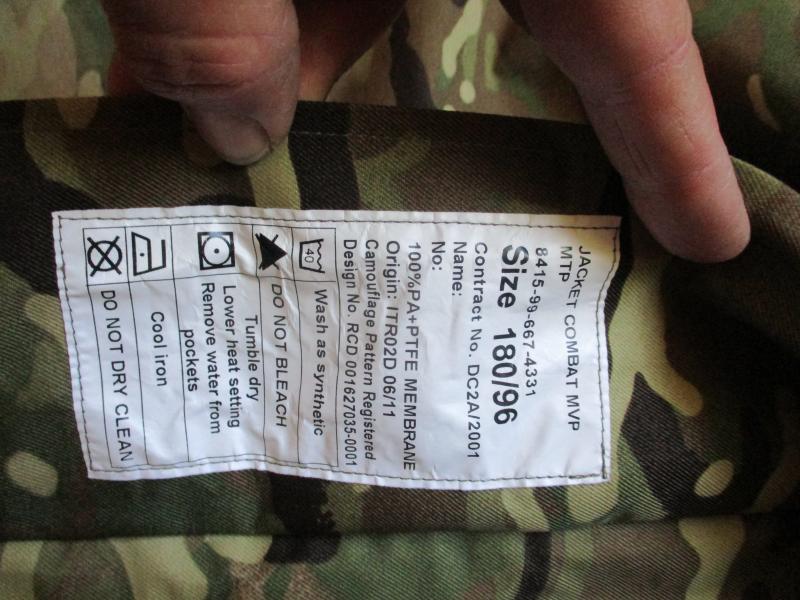 JACKET COMBAT MVP
MTP
8415-99-667-4331
Size 180/96
Contract No. DC2A/2001
Name:
No:
100%PA+PTFE MEMBRANE
Origin: ITR02D 06/11
Camouflage Pattern Registered
Design No. RCD 001627035-0001
40 Wash as synthetic
DO NOT BLEACH
Tumble dry
Lower heat setting
Remove water from
pockets
Cool iron
DO NOT DRY CLEAN